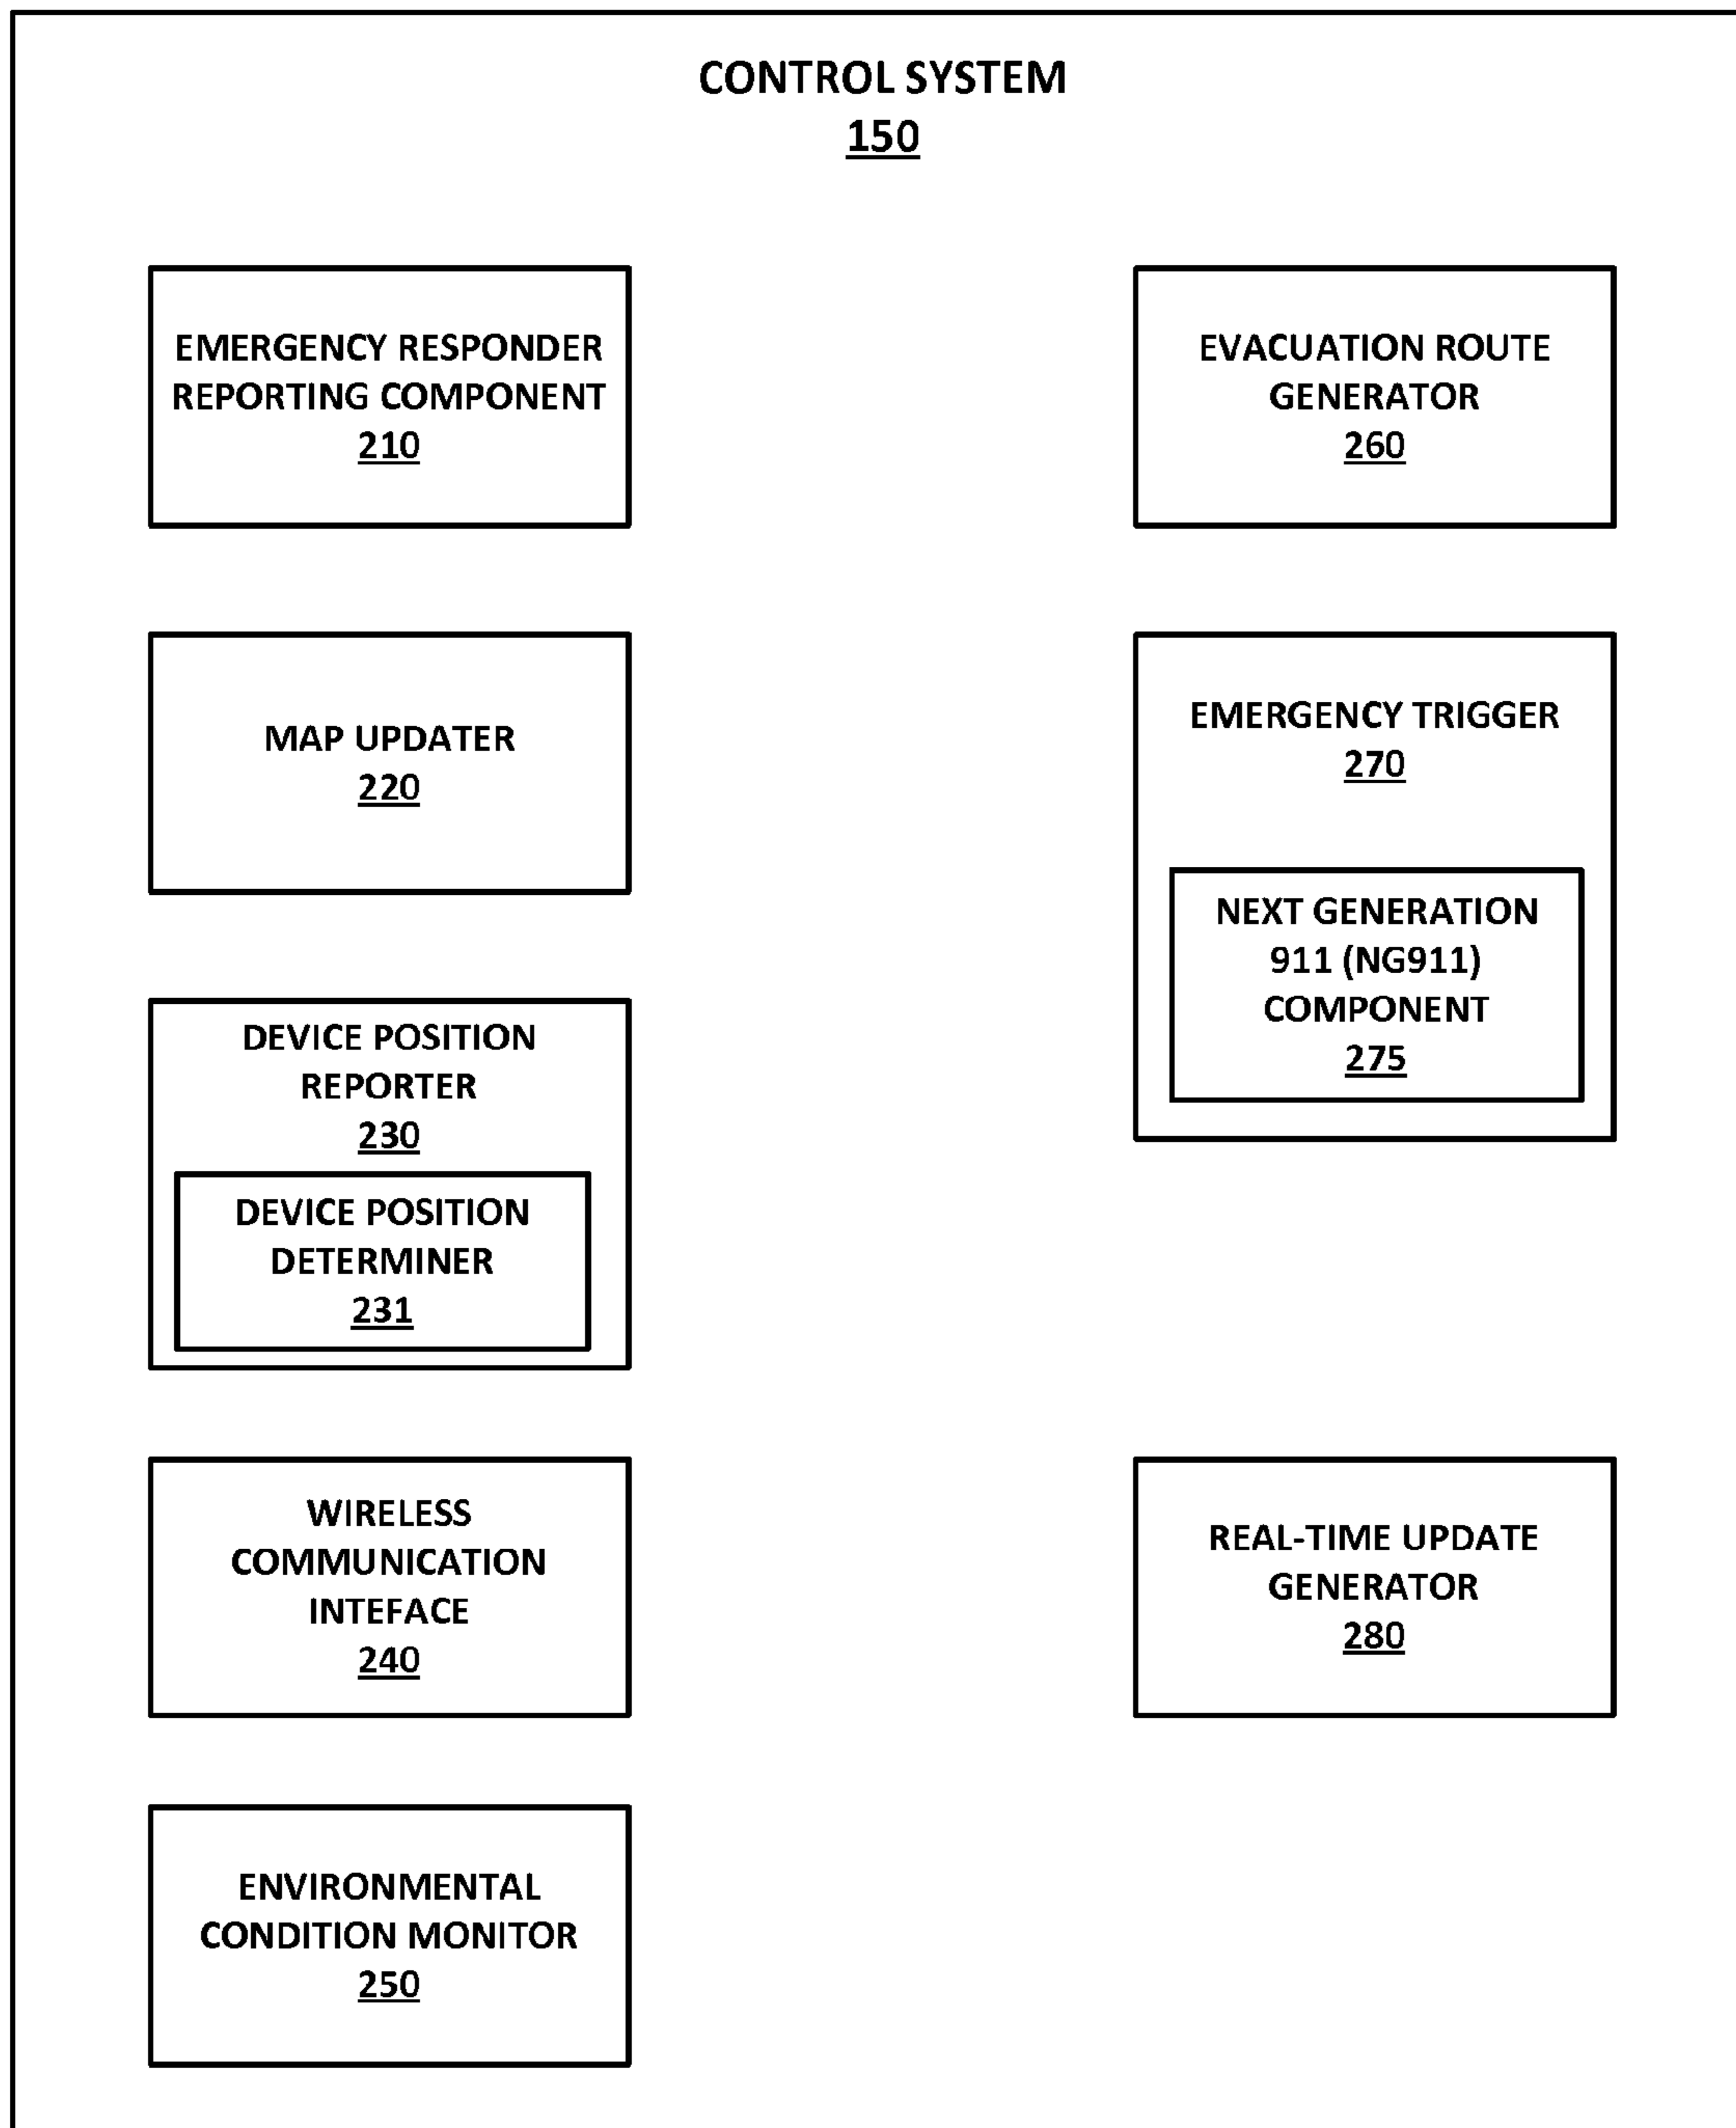 CONTROL SYSTEM
150
EMERGENCY RESPONDER
REPORTING COMPONENT
210
MAP UPDATER
220
DEVICE POSITION
REPORTER
230
DEVICE POSITION
DETERMINER
231
WIRELESS
COMMUNICATION
INTEFACE
240
ENVIRONMENTAL
CONDITION MONITOR
250
EVACUATION ROUTE
GENERATOR
260
EMERGENCY TRIGGER
270
NEXT GENERATION
911 (NG911)
COMPONENT
275
REAL-TIME UPDATE
GENERATOR
280